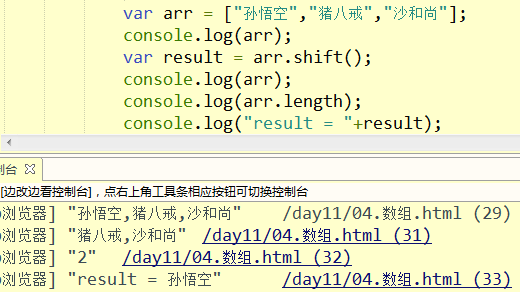 var arr = ["孙悟空","猪八戒","沙和尚"];
console.log(arr);
var result = arr.shift();
console.log(arr);
console.log(arr.length);
console.log("result = "+result);
制台
[边改边看控制台]，点右上角工具条相应按钮可切换控制台
浏览器] "孙悟空,猪八戒,沙和尚" /day11/04.数组.html (29)
浏览器] "猪八戒,沙和尚" /day11/04.数组.html (31)
浏览器] "2" /day11/04.数组.html (32)
浏览器] "result = 孙悟空" /day11/04.数组.html (33)